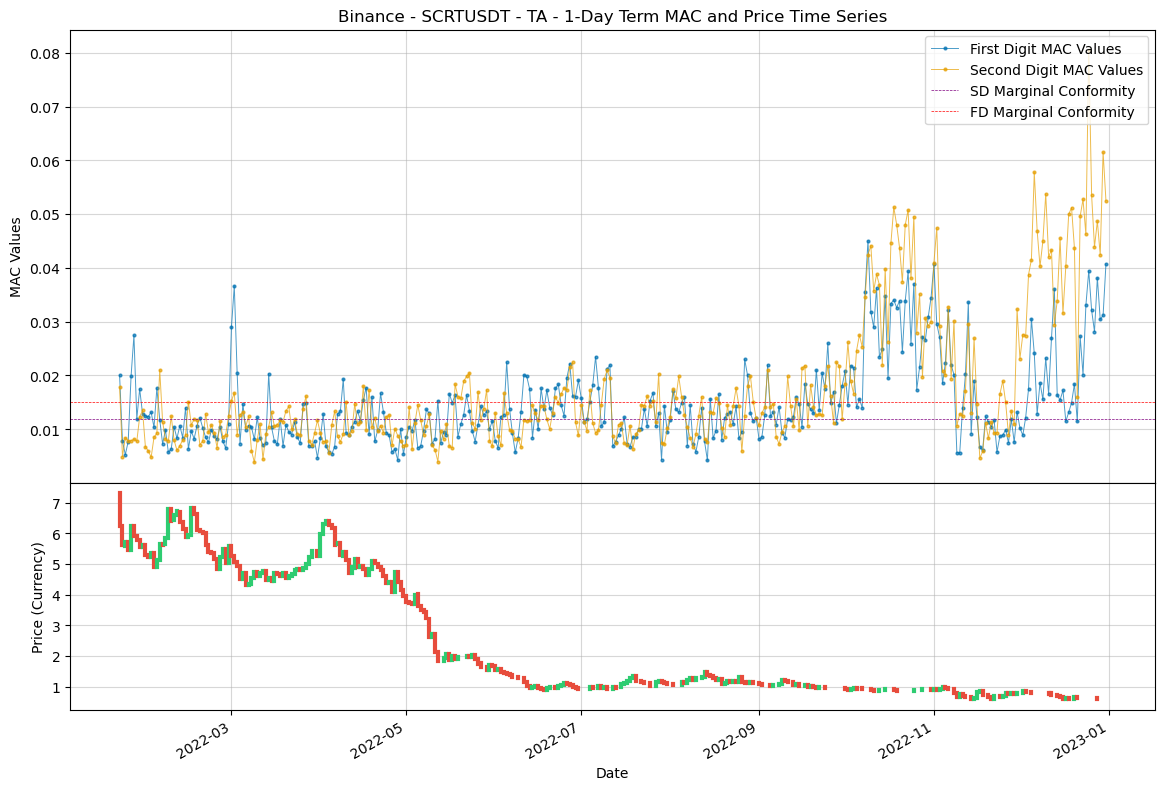 Binance - SCRTUSDT - TA - 1-Day Term MAC and Price Time Series
First Digit MAC Values
Second Digit MAC Values
SD Marginal Conformity
FD Marginal Conformity
MAC Values
0.08
0.07
0.06
0.05
0.04
0.03
0.02
0.01
Price (Currency)
7
6
5
4
3
2
1
2022-03
2022-05
2022-07
2022-09
2022-11
2023-01
Date